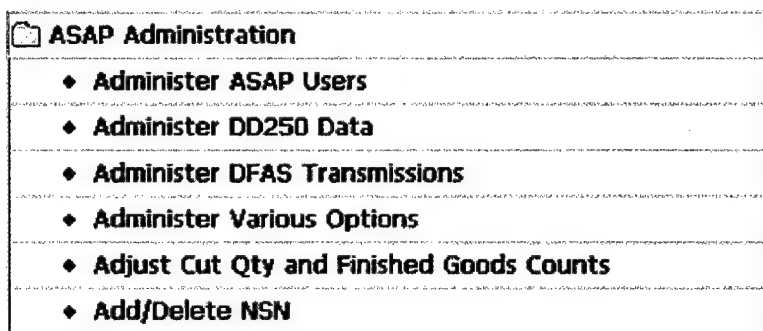 ASAP Administration
◆ Administer ASAP Users
◆ Administer DD250 Data
◆ Administer DFAS Transmissions
◆ Administer Various Options
◆ Adjust Cut Qty and Finished Goods Counts
◆ Add/Delete NSN